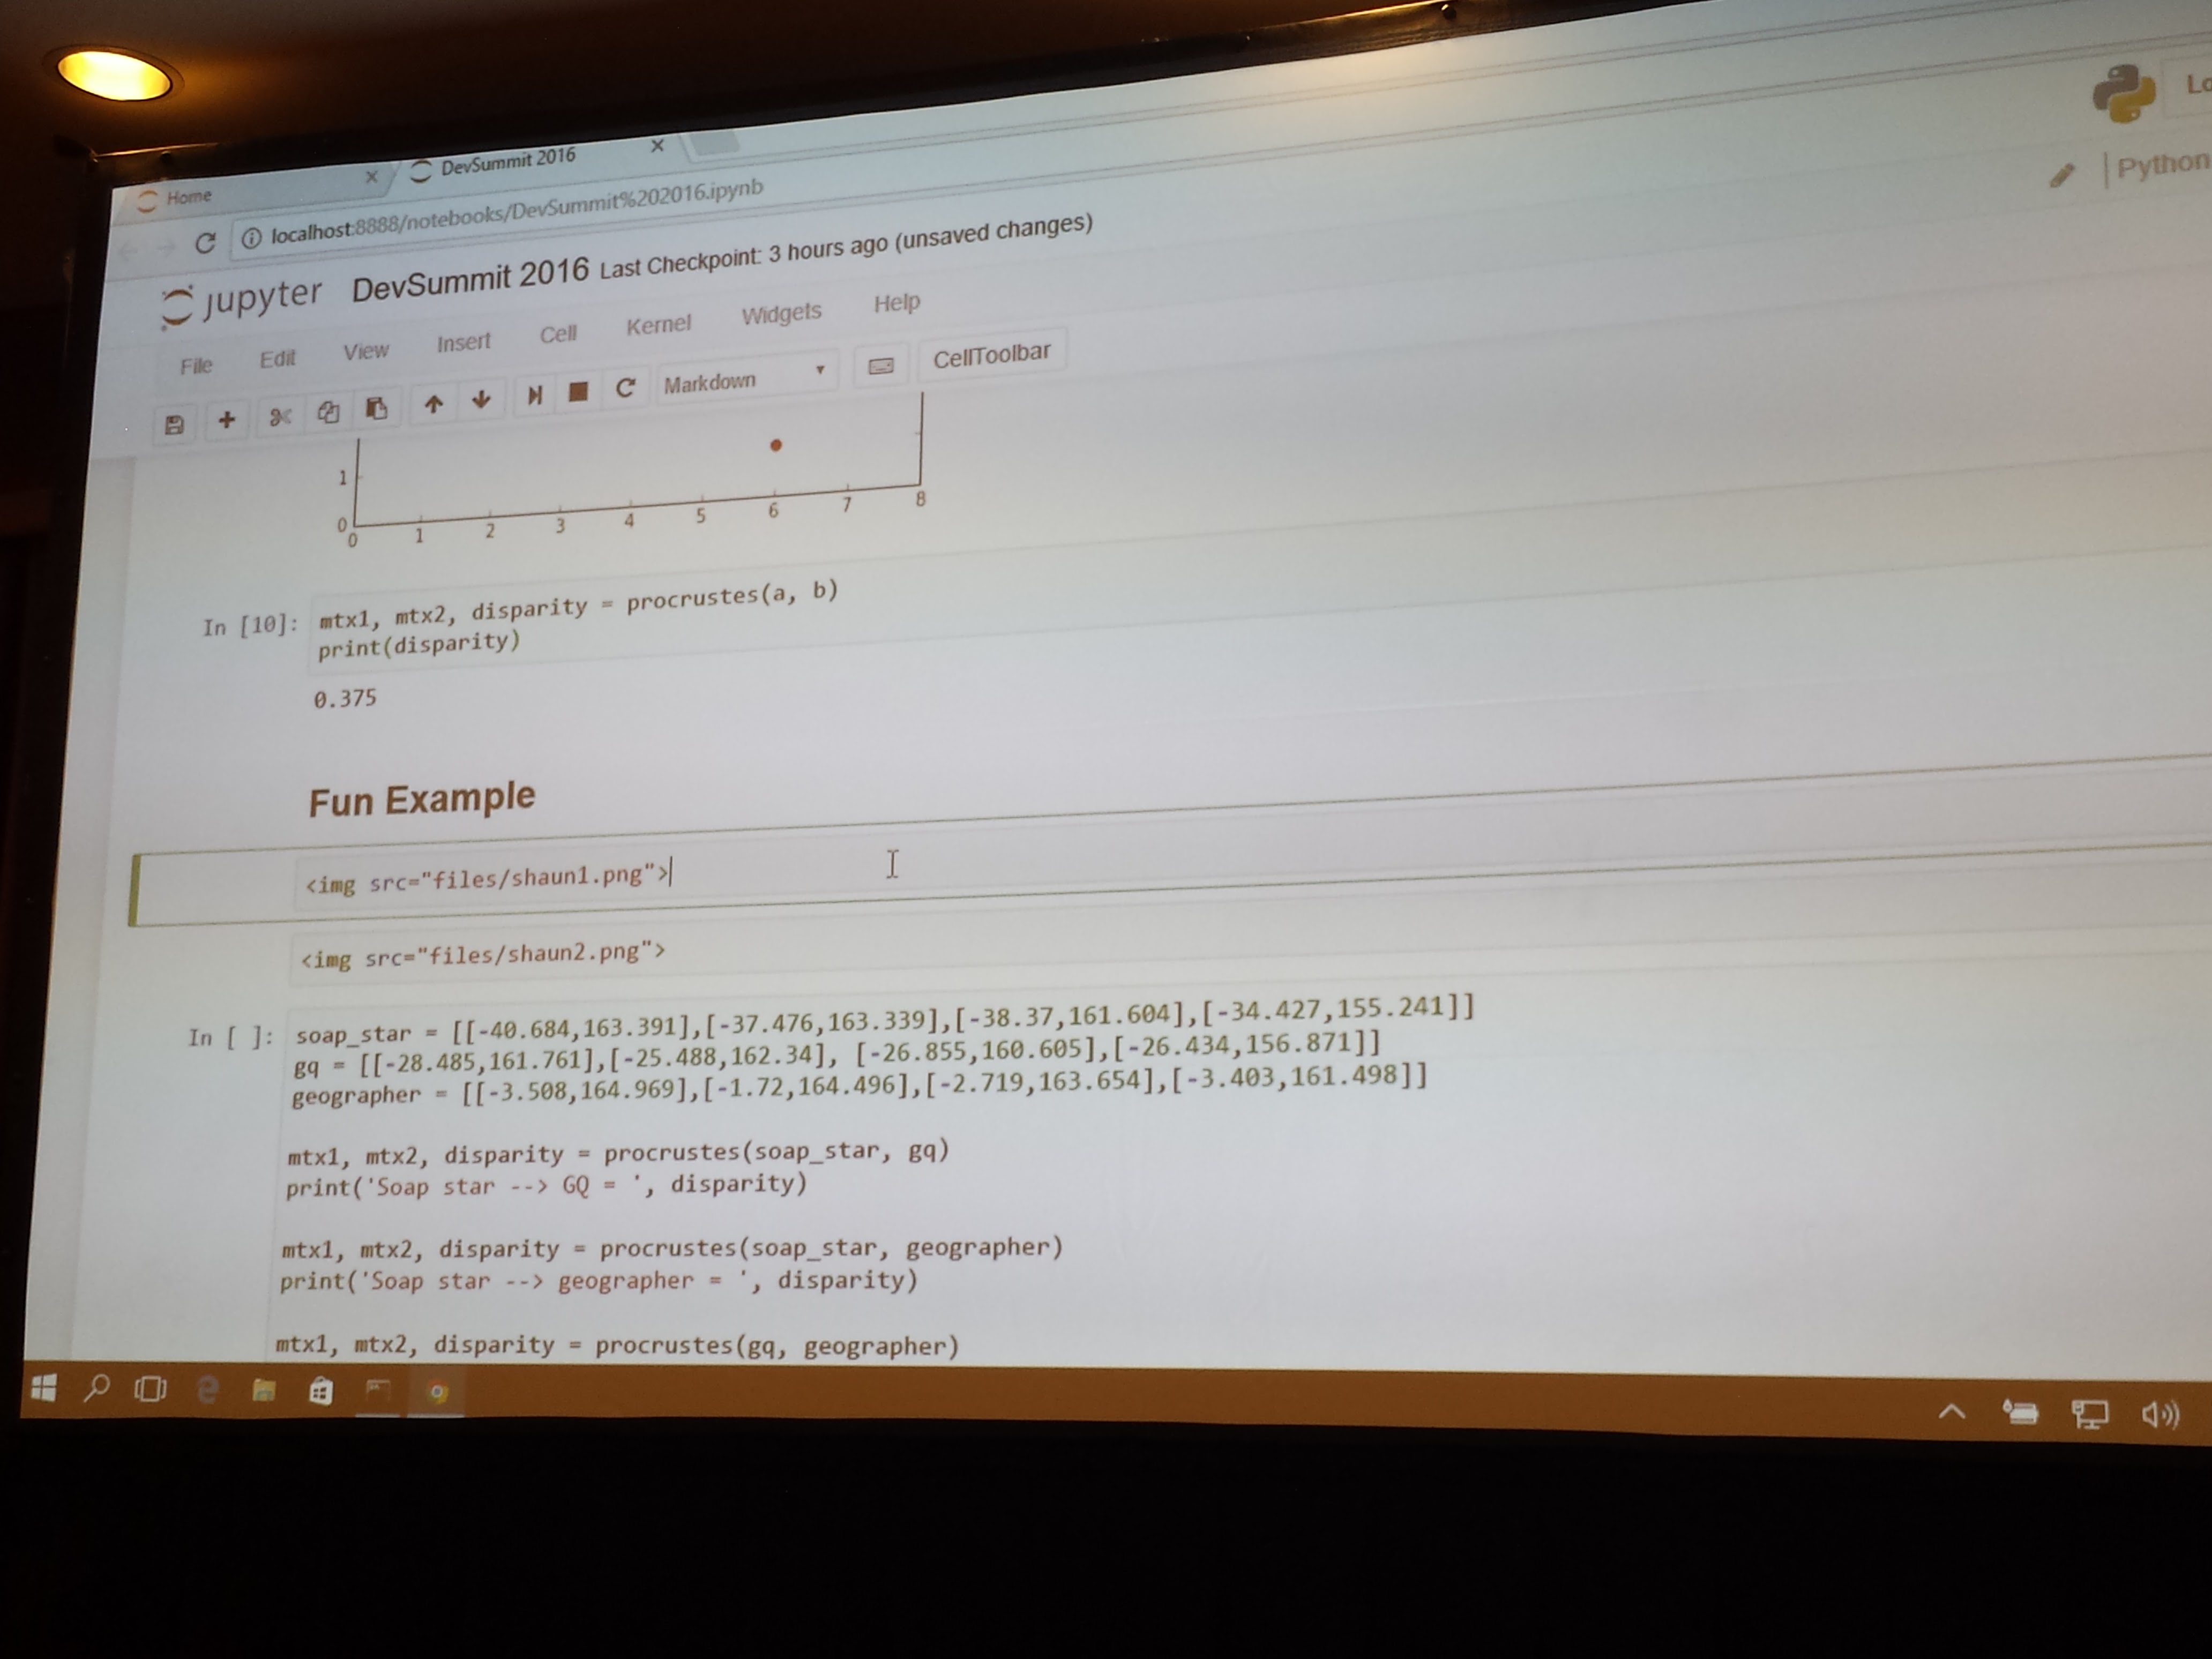 Home
DevSummit 2016
localhost:8888/notebooks/DevSummit%202016.ipynb
jupyter DevSummit 2016 Last Checkpoint: 3 hours ago (unsaved changes)
File Edit View Insert Cell Kernel Widgets Help
Python
Markdown CellToolbar
1
0
0 1 2 3 4 5 6 7 8
In [10]: mtx1, mtx2, disparity = procrustes(a, b)
print(disparity)
0.375
Fun Example
<img src="files/shaun1.png">
<img src="files/shaun2.png">
In [ ]: soap_star = [[-40.684,163.391],[-37.476,163.339],[-38.37,161.604],[-34.427,155.241]]
gq = [[-28.485,161.761],[-25.488,162.34], [-26.855,160.605],[-26.434,156.871]]
geographer = [[-3.508,164.969],[-1.72,164.496],[-2.719,163.654],[-3.403,161.498]]
mtx1, mtx2, disparity = procrustes(soap_star, gq)
print('Soap star --> GQ = ', disparity)
mtx1, mtx2, disparity = procrustes(soap_star, geographer)
print('Soap star --> geographer = ', disparity)
mtx1, mtx2, disparity = procrustes(gq, geographer)